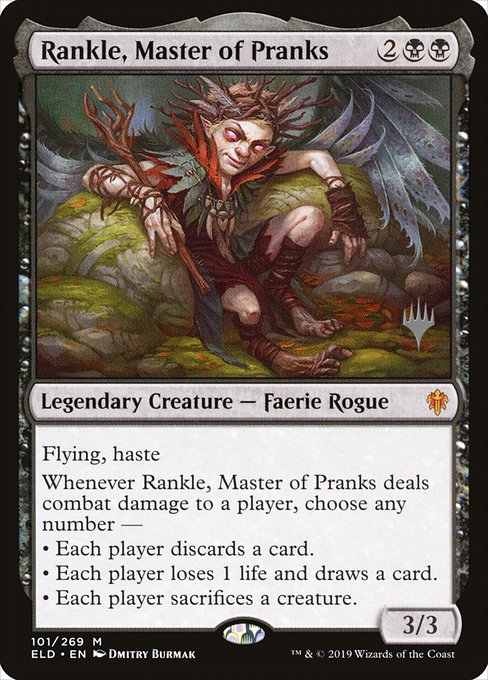 Rankle, Master of Pranks 2
Legendary Creature — Faerie Rogue
Flying, haste
Whenever Rankle, Master of Pranks deals
combat damage to a player, choose any
number —
• Each player discards a card.
• Each player loses 1 life and draws a card.
• Each player sacrifices a creature.
3/3
101/269 M
ELD • EN Dmitry Burmak
™ & © 2019 Wizards of the Coast